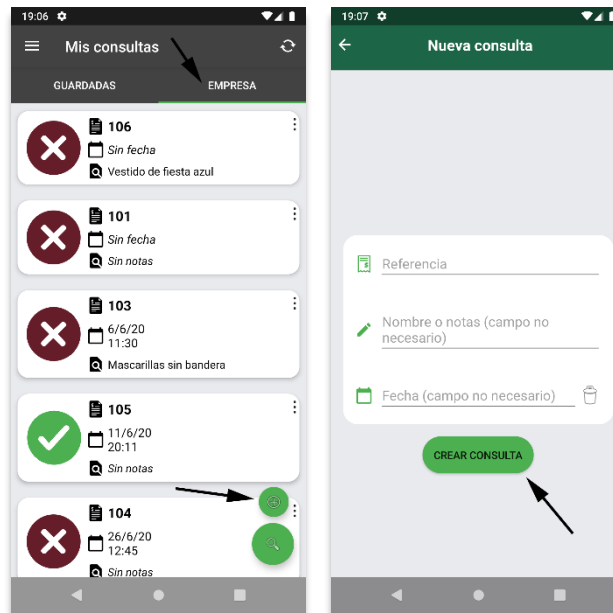 19:06
Mis consultas
GUARDADAS
EMPRESA
106
Sin fecha
Vestido de fiesta azul
101
Sin fecha
Sin notas
103
6/6/20
11:30
Mascarillas sin bandera
105
11/6/20
20:11
Sin notas
104
26/6/20
12:45
Sin notas
19:07
Nueva consulta
Referencia
Nombre o notas (campo no
necesario)
Fecha (campo no necesario)
CREAR CONSULTA